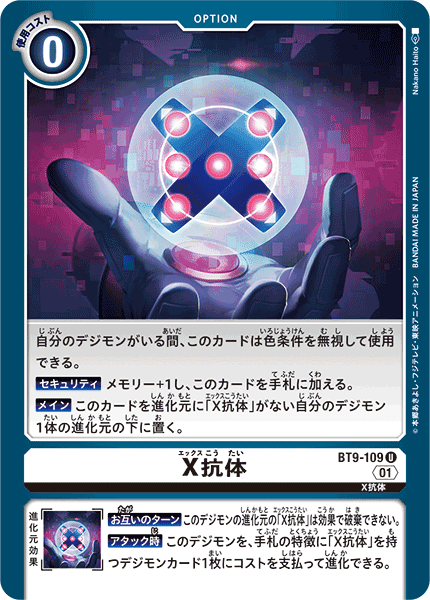 OPTION
使用コスト
0
Nakano Haito
©本郷あきよし・フジテレビ・東映アニメーション BANDAI MADE IN JAPAN
自分のデジモンがいる間、このカードは色条件を無視して使用
できる。
セキュリティ メモリー+1し、このカードを手札に加える。
メイン このカードを進化元に「X抗体」がない自分のデジモン
1体の進化元の下に置く。
エックスこうたい
X抗体
BT9-109 U
01
X抗体
進化元効果
お互いのターン このデジモンの進化元の「X抗体」は効果で破棄できない。
アタック時 このデジモンを、手札の特徴に「X抗体」を持
つデジモンカード1枚にコストを支払って進化できる。